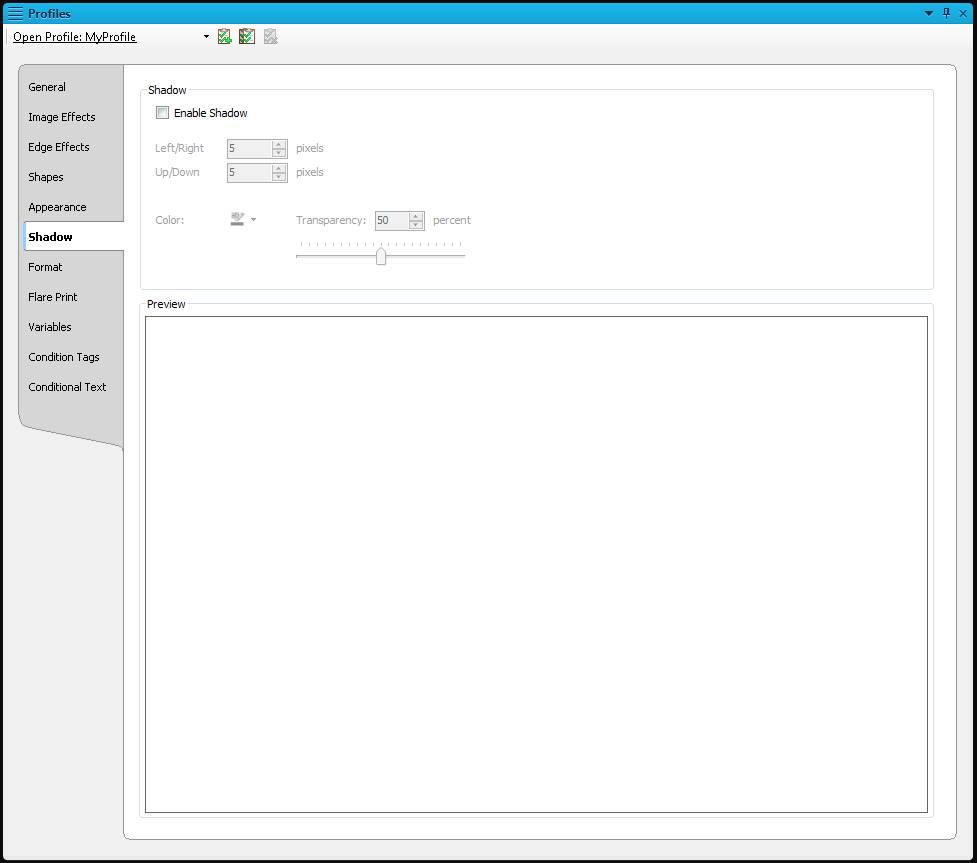 Profiles
Open Profile: MyProfile
General
Image Effects
Edge Effects
Shapes
Appearance
Shadow
Format
Flare Print
Variables
Condition Tags
Conditional Text
Shadow
Enable Shadow
Left/Right 5 pixels
Up/Down 5 pixels
Color: Transparency: 50 percent
Preview